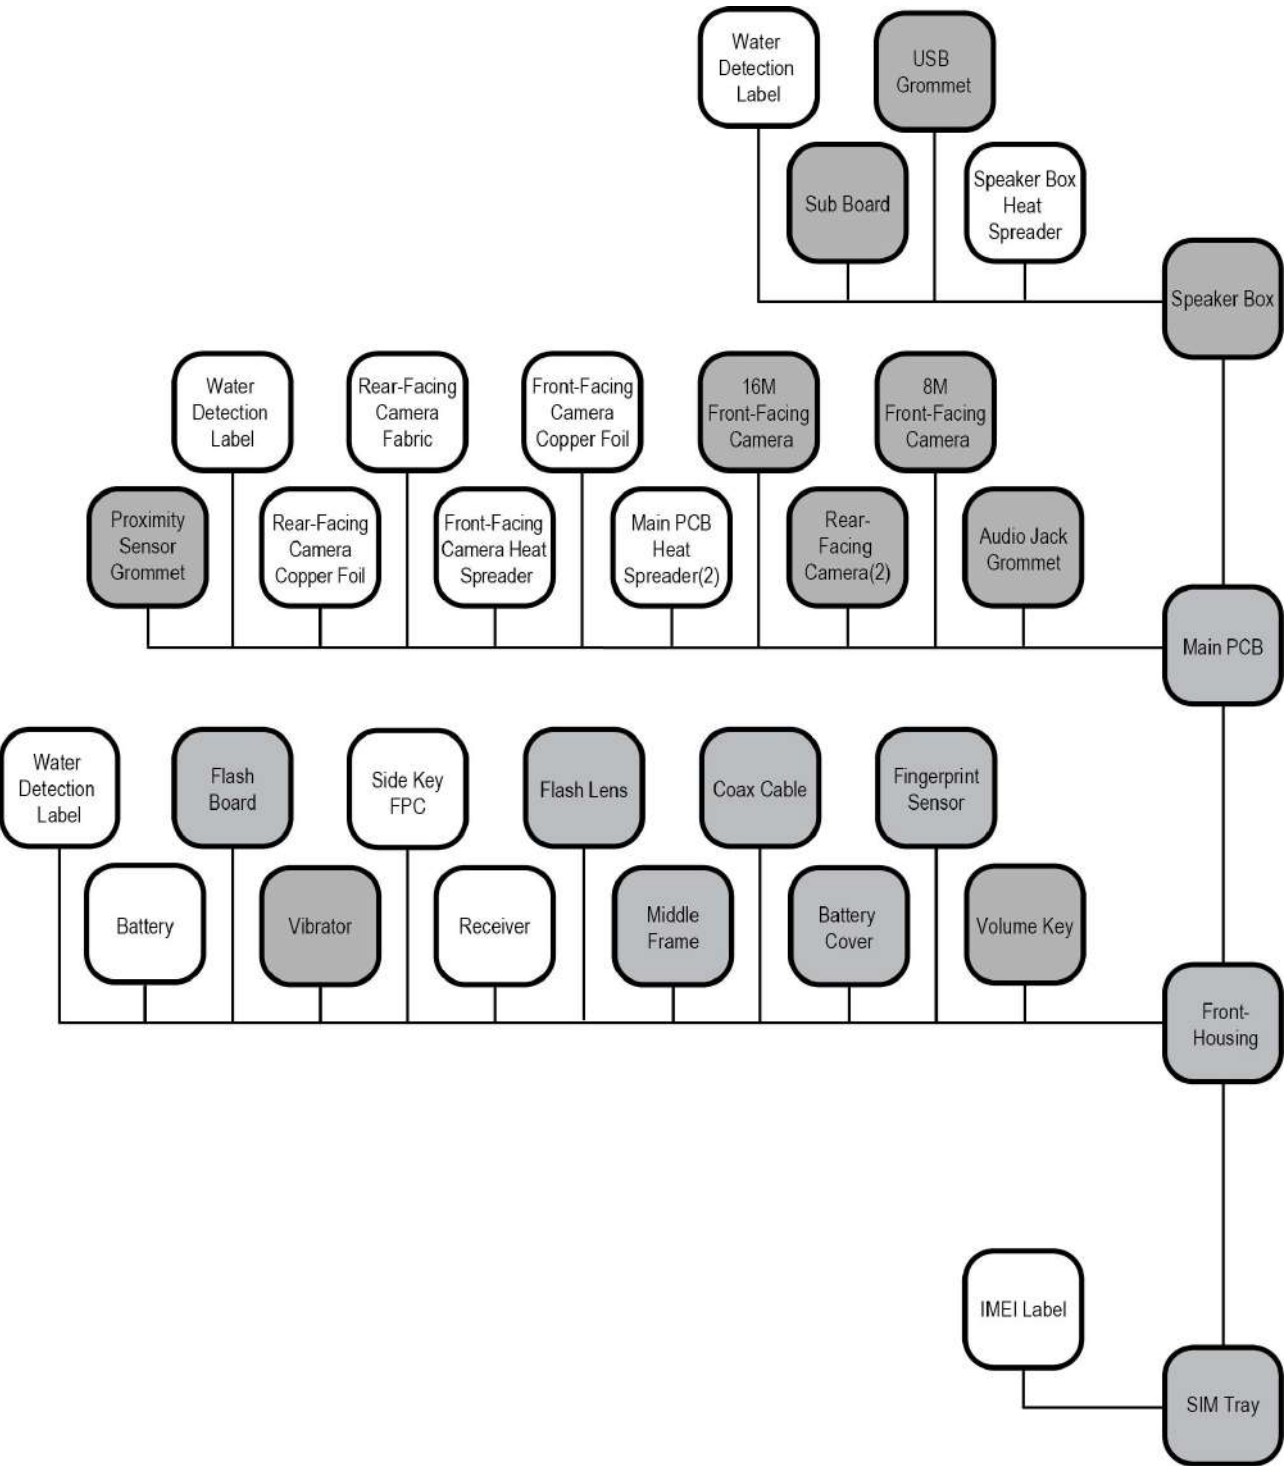 Water
Detection
Label
USB
Grommet
Sub Board
Speaker Box
Heat
Spreader
Speaker Box
Water
Detection
Label
Rear-Facing
Camera
Fabric
Front-Facing
Camera
Copper Foil
16M
Front-Facing
Camera
8M
Front-Facing
Camera
Proximity
Sensor
Grommet
Rear-Facing
Camera
Copper Foil
Front-Facing
Camera Heat
Spreader
Main PCB
Heat
Spreader(2)
Rear-
Facing
Camera(2)
Audio Jack
Grommet
Main PCB
Water
Detection
Label
Flash
Board
Side Key
FPC
Flash Lens
Coax Cable
Fingerprint
Sensor
Battery
Vibrator
Receiver
Middle
Frame
Battery
Cover
Volume Key
Front-
Housing
IMEI Label
SIM Tray